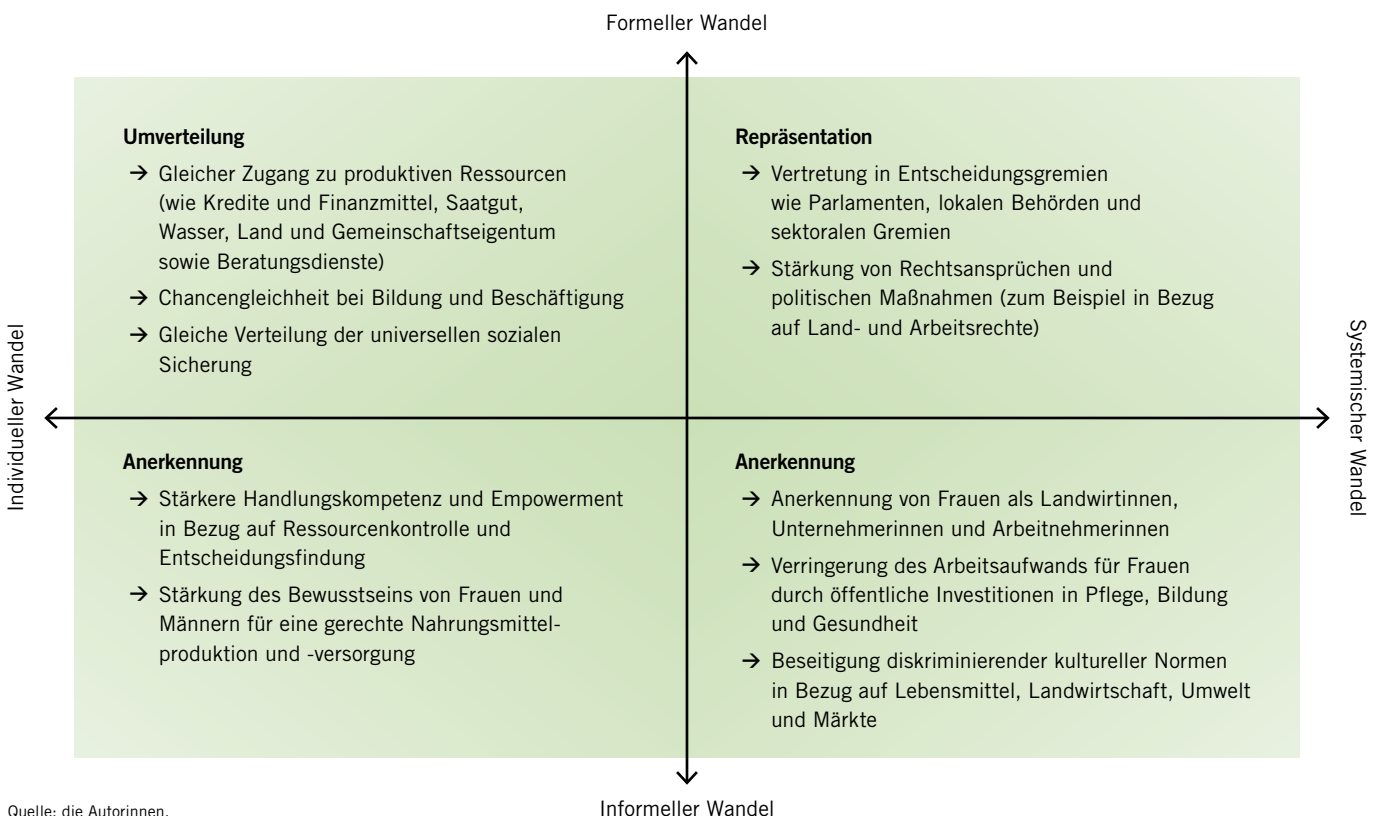 Formeller Wandel
Umverteilung
→ Gleicher Zugang zu produktiven Ressourcen
(wie Kredite und Finanzmittel, Saatgut,
Wasser, Land und Gemeinschaftseigentum
sowie Beratungsdienste)
→ Chancengleichheit bei Bildung und Beschäftigung
→ Gleiche Verteilung der universellen sozialen
Sicherung
Repräsentation
→ Vertretung in Entscheidungsgremien
wie Parlamenten, lokalen Behörden und
sektoralen Gremien
→ Stärkung von Rechtsansprüchen und
politischen Maßnahmen (zum Beispiel in Bezug
auf Land- und Arbeitsrechte)
Individueller Wandel
Systemischer Wandel
Anerkennung
→ Stärkere Handlungskompetenz und Empowerment
in Bezug auf Ressourcenkontrolle und
Entscheidungsfindung
→ Stärkung des Bewusstseins von Frauen und
Männern für eine gerechte Nahrungsmittel-
produktion und -versorgung
Anerkennung
→ Anerkennung von Frauen als Landwirtinnen,
Unternehmerinnen und Arbeitnehmerinnen
→ Verringerung des Arbeitsaufwands für Frauen
durch öffentliche Investitionen in Pflege, Bildung
und Gesundheit
→ Beseitigung diskriminierender kultureller Normen
in Bezug auf Lebensmittel, Landwirtschaft, Umwelt
und Märkte
Informeller Wandel
Quelle: die Autorinnen.